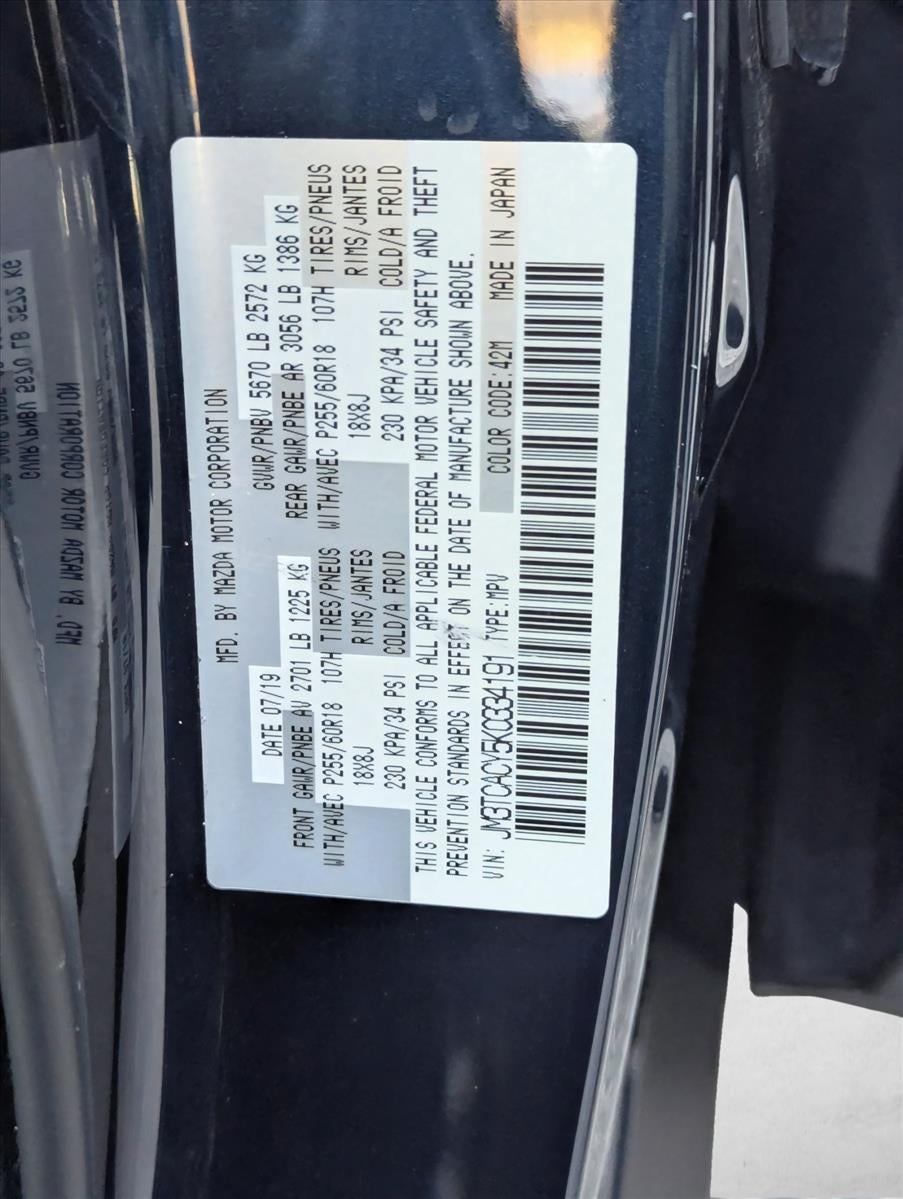 MFD. BY MAZDA MOTOR CORPORATION
DATE 07/19 GVWR/PNBV 5670 LB 2572 KG
FRONT GAWR/PNBE AV 2701 LB 1225 KG REAR GAWR/PNBE AR 3056 LB 1386 KG
WITH/AVEC P255/60R18 107H TIRES/PNEUS WITH/AVEC P255/60R18 107H TIRES/PNEUS
18X8J RIMS/JANTES 18X8J RIMS/JANTES
230 KPA/34 PSI COLD/A FROID 230 KPA/34 PSI COLD/A FROID
THIS VEHICLE CONFORMS TO ALL APPLICABLE FEDERAL MOTOR VEHICLE SAFETY AND THEFT
PREVENTION STANDARDS IN EFFECT ON THE DATE OF MANUFACTURE SHOWN ABOVE.
VIN: JM3TCACY5K0334191 TYPE:MPV COLOR CODE:42M MADE IN JAPAN